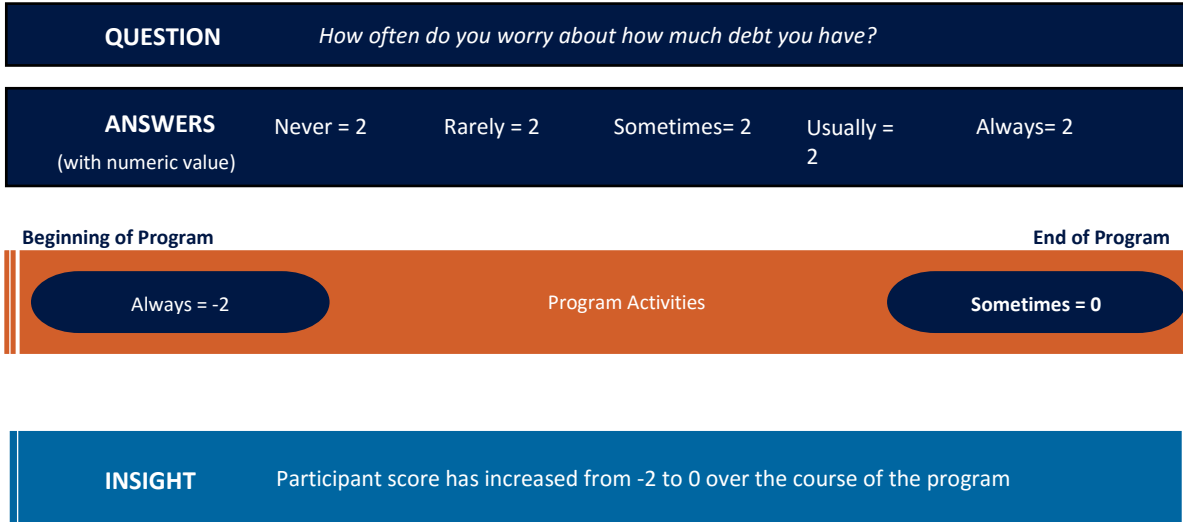 QUESTION How often do you worry about how much debt you have?
ANSWERS Never = 2 Rarely = 2 Sometimes= 2 Usually = Always= 2
(with numeric value) 2
Beginning of Program End of Program
Always = -2 Program Activities Sometimes = 0
INSIGHT Participant score has increased from -2 to 0 over the course of the program